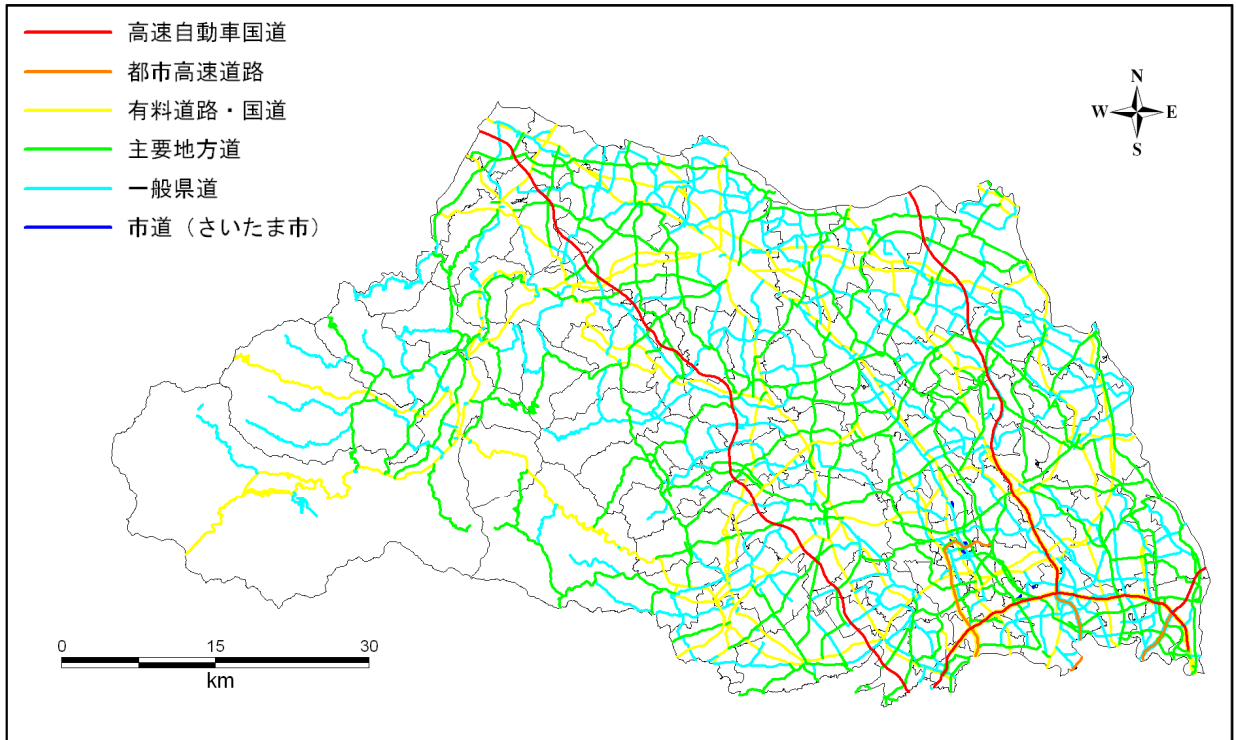 高速自動車国道
都市高速道路
有料道路・国道
主要地方道
一般県道
市道（さいたま市）
N
W E
S
0 15 30
km